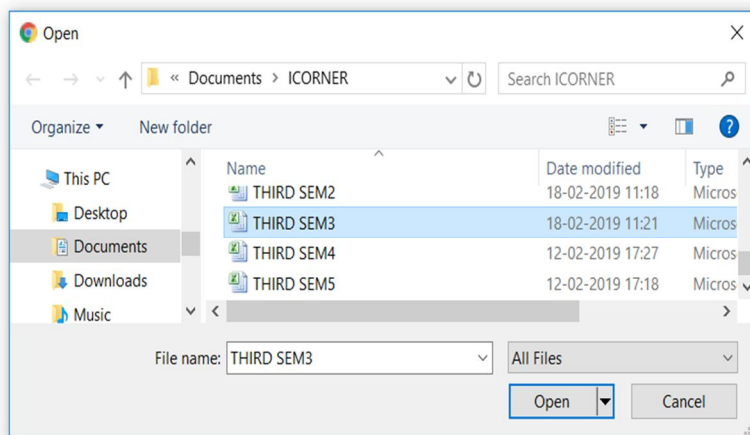 Open
« Documents > ICORNER
Search ICORNER
Organize
New folder
This PC
Desktop
Documents
Downloads
Music
Name Date modified Type
THIRD SEM2 18-02-2019 11:18 Micros
THIRD SEM3 18-02-2019 11:21 Micros
THIRD SEM4 12-02-2019 17:27 Micros
THIRD SEM5 12-02-2019 17:18 Micros
File name: THIRD SEM3 All Files
Open Cancel